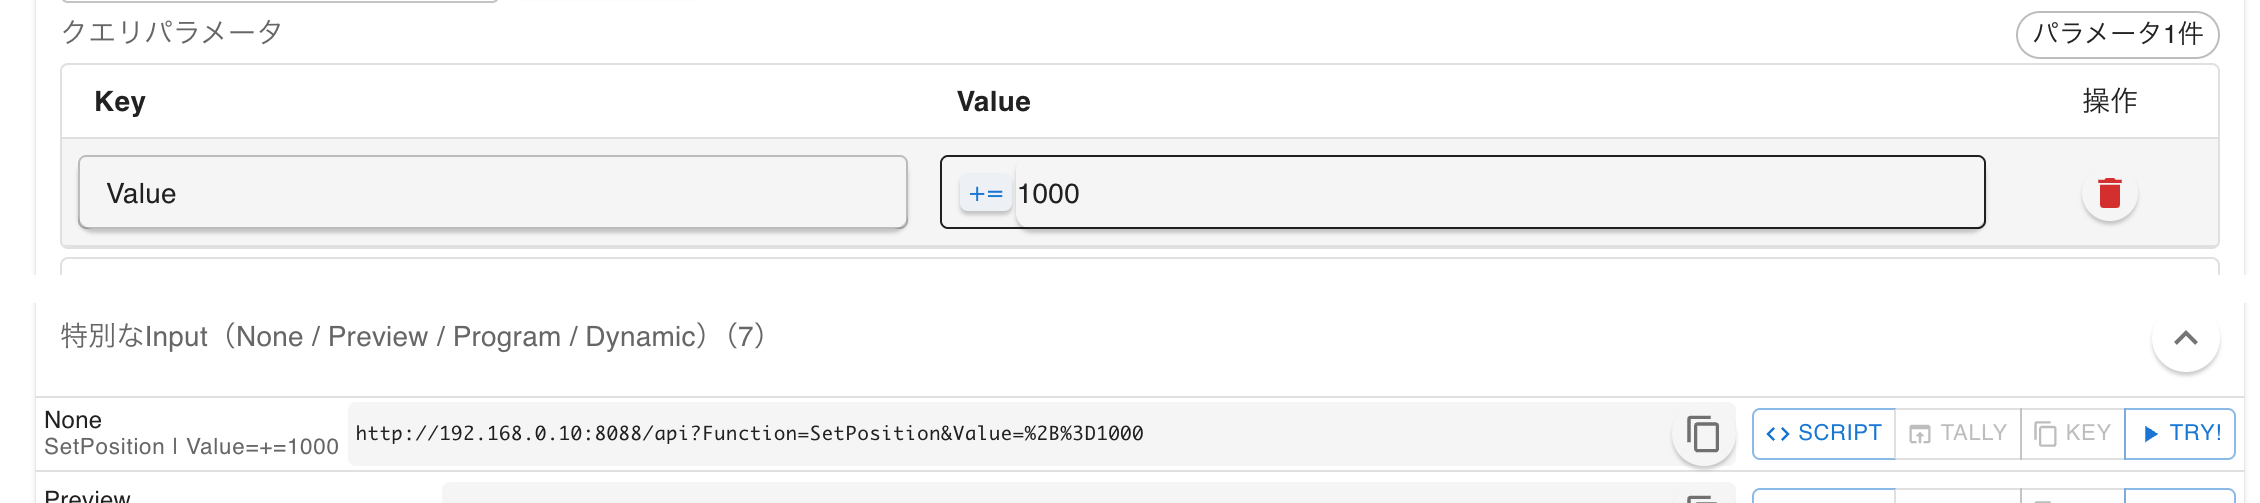 クエリパラメータ
パラメータ1件
Key Value 操作
Value += 1000
特別なInput（None / Preview / Program / Dynamic）（7）
None
SetPosition | Value=+=1000
http://192.168.0.10:8088/api?Function=SetPosition&Value=%2B%3D1000
<> SCRIPT TALLY KEY TRY!
Preview